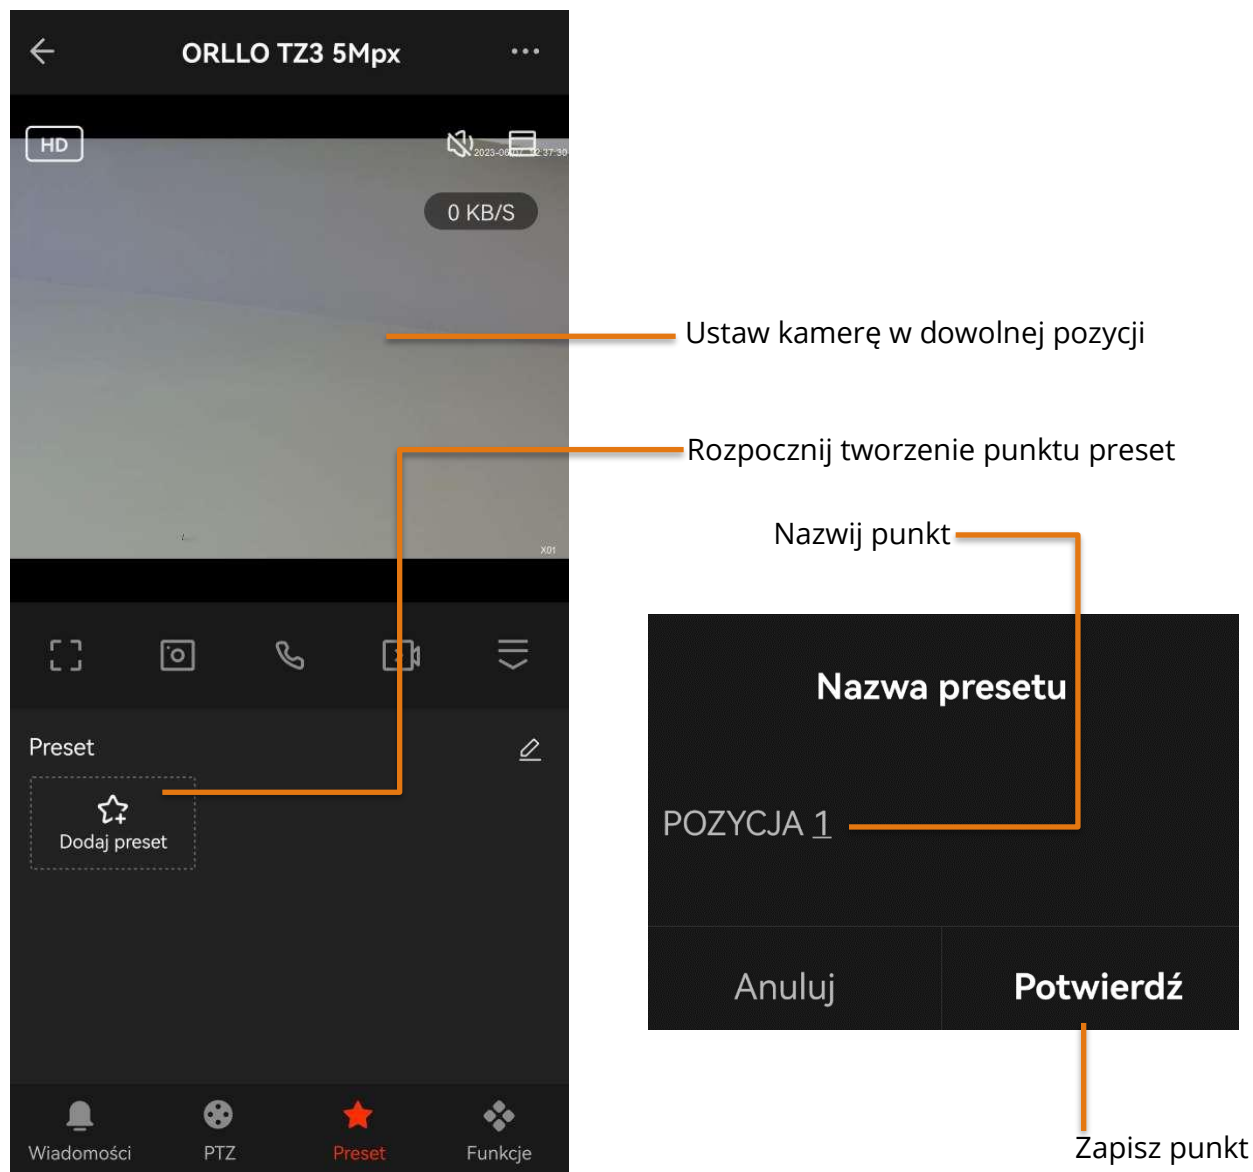 ORLLO TZ3 5Mpx
HD
0 KB/S
Ustaw kamerę w dowolnej pozycji
Rozpocznij tworzenie punktu preset
Nazwij punkt
X01
Nazwa presetu
Preset
Dodaj preset
POZYCJA 1
Anuluj
Potwierdź
Wiadomości
PTZ
Preset
Funkcje
Zapisz punkt